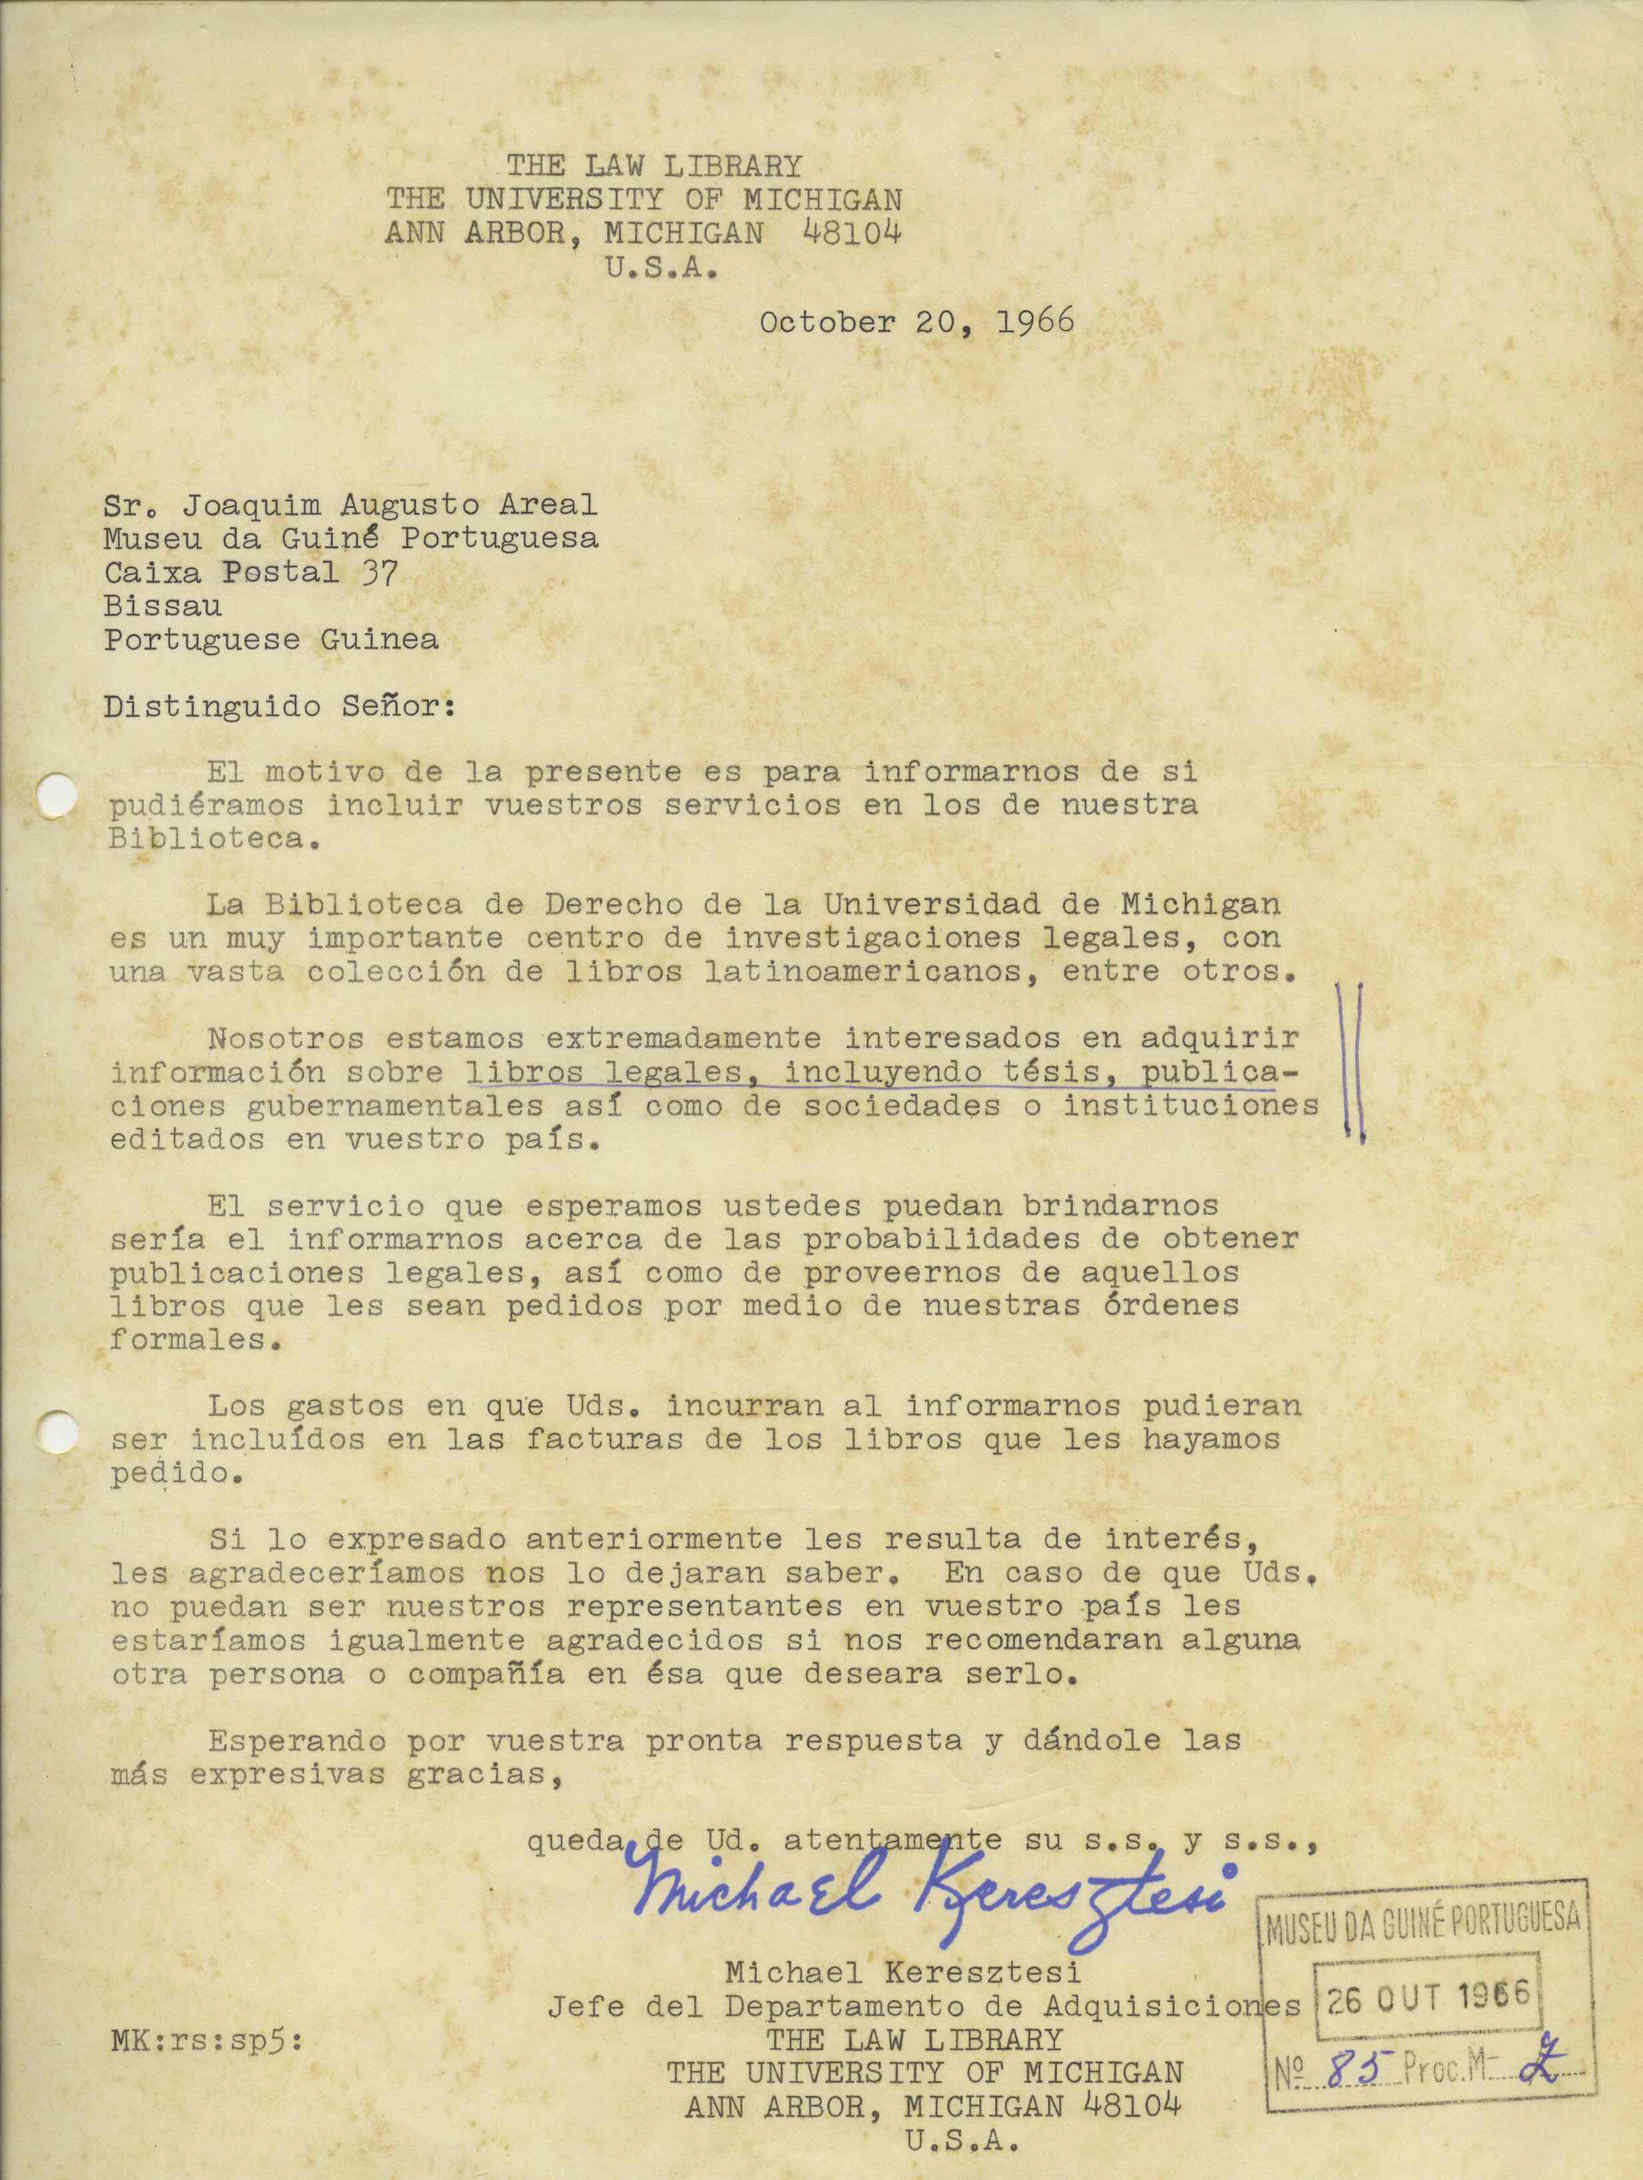 THE LAW LIBRARY
THE UNIVERSITY OF MICHIGAN
ANN ARBOR, MICHIGAN 48104
U.S.A.
October 20, 1966
Sr. Joaquim Augusto Areal
Museu da Guiné Portuguesa
Caixa Postal 37
Bissau
Portuguese Guinea
Distinguido Señor:
El motivo de la presente es para informarnos de si
pudiéramos incluir vuestros servicios en los de nuestra
Biblioteca.
La Biblioteca de Derecho de la Universidad de Michigan
es un muy importante centro de investigaciones legales, con
una vasta colección de libros latinoamericanos, entre otros.
Nosotros estamos extremadamente interesados en adquirir
información sobre libros legales, incluyendo tésis, publica-
ciones gubernamentales así como de sociedades o instituciones
editados en vuestro país.
El servicio que esperamos ustedes puedan brindarnos
sería el informarnos acerca de las probabilidades de obtener
publicaciones legales, así como de proveernos de aquellos
libros que les sean pedidos por medio de nuestras órdenes
formales.
Los gastos en que Uds. incurran al informarnos pudieran
ser incluídos en las facturas de los libros que les hayamos
pedido.
Si lo expresado anteriormente les resulta de interés,
les agradeceríamos nos lo dejaran saber. En caso de que Uds.
no puedan ser nuestros representantes en vuestro país les
estaríamos igualmente agradecidos si nos recomendaran alguna
otra persona o compañía en ésa que deseara serlo.
Esperando por vuestra pronta respuesta y dándole las
más expresivas gracias,
queda de Ud. atentamente su s.s. y s.s.,
Michael Keresztesi
Michael Keresztesi
Jefe del Departamento de Adquisiciones
MK:rs:sp5:
THE LAW LIBRARY
THE UNIVERSITY OF MICHIGAN
ANN ARBOR, MICHIGAN 48104
U.S.A.
MUSEU DA GUINÉ PORTUGUESA
26 OUT 1966
Nº 85 Proc. M-